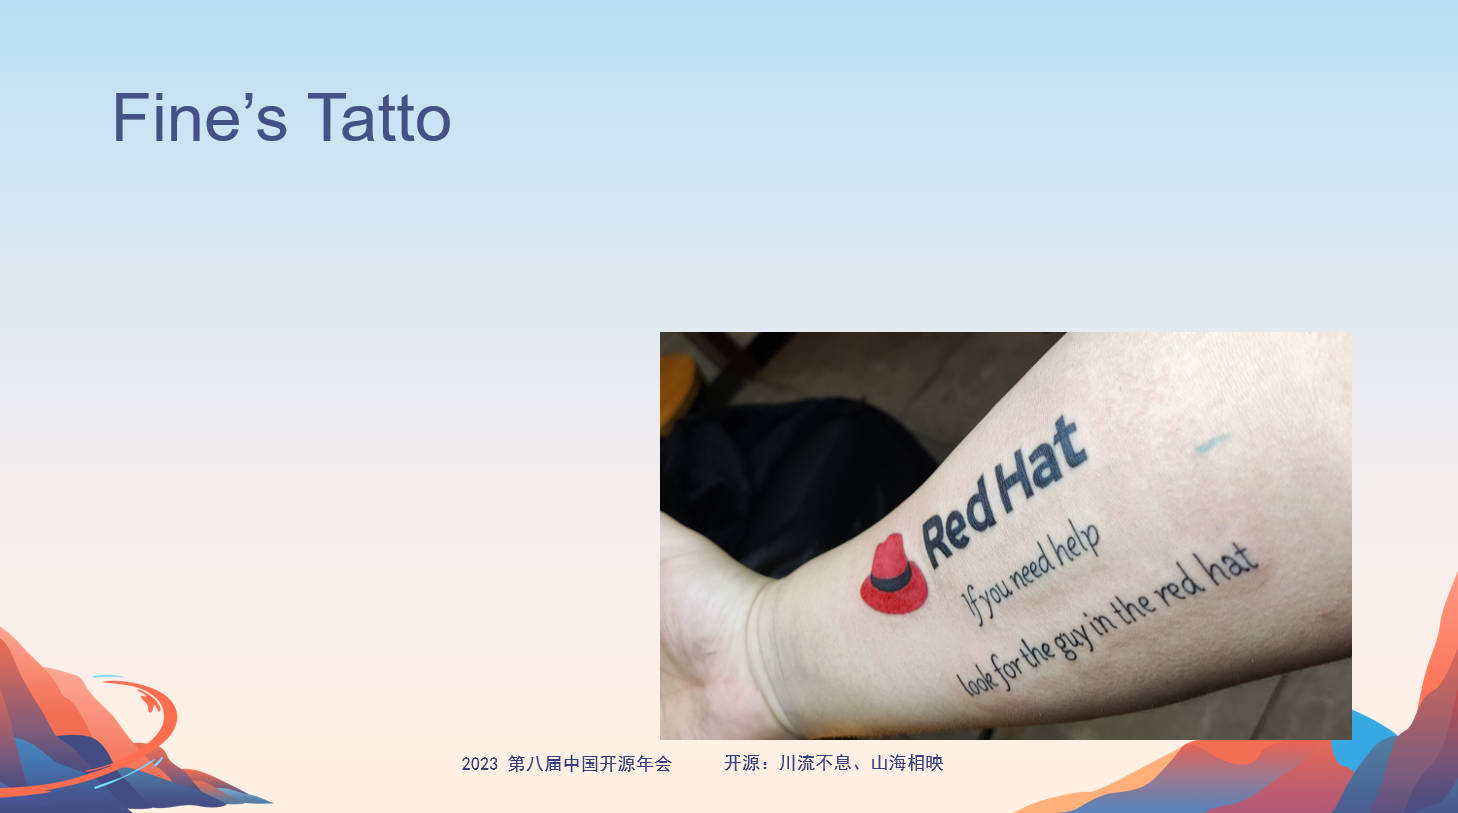 Fine’s Tatto
Red Hat
If you need help
look for the guy in the red hat
2023 第八届中国开源年会
开源：川流不息、山海相映